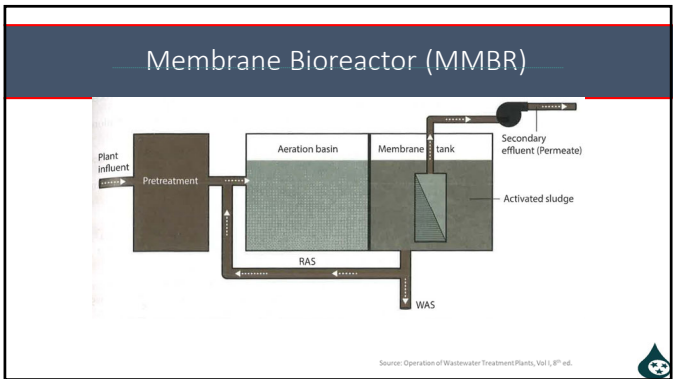 Membrane Bioreactor (MMBR)
Plant
influent
Pretreatment
Aeration basin
Membrane tank
Secondary
effluent (Permeate)
Activated sludge
RAS
WAS
Source: Operation of Wastewater Treatment Plants, Vol I, 8th ed.